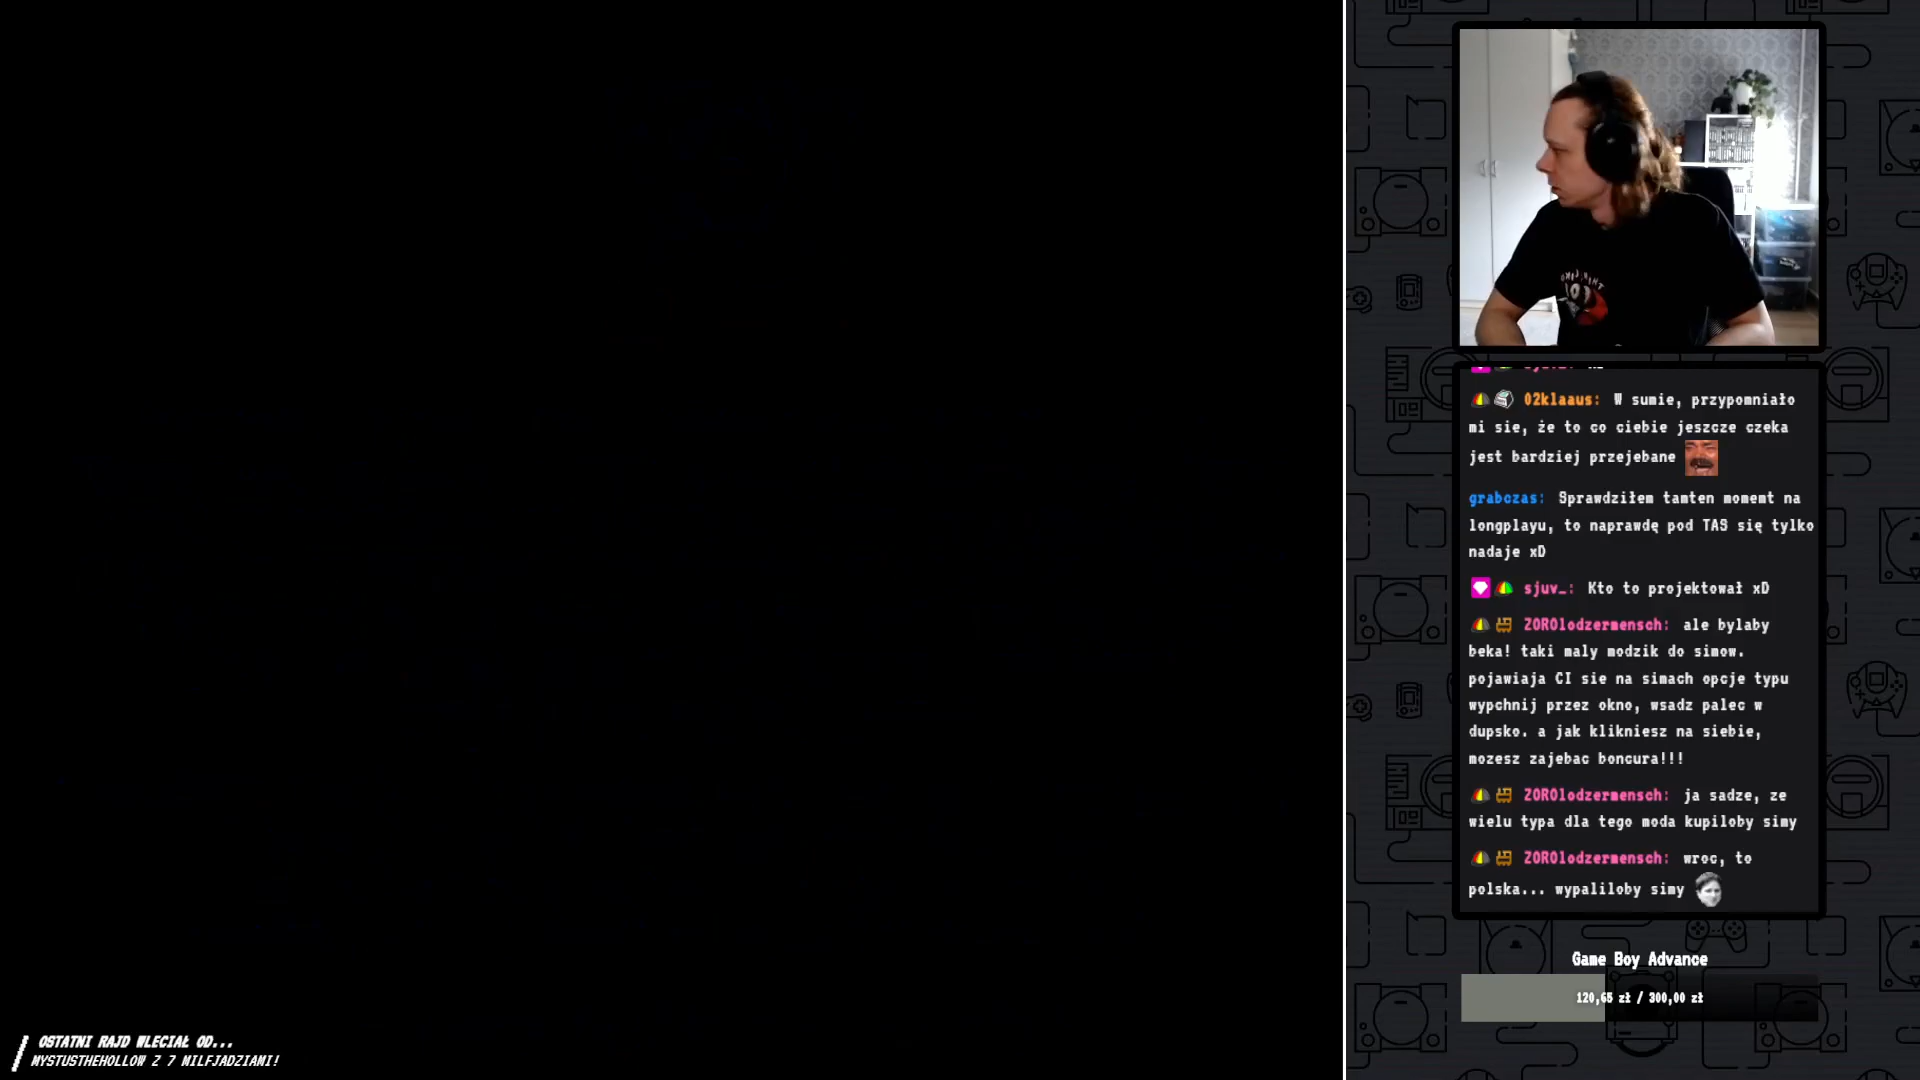 02klaaus: W sumie, przypomniało
mi sie, że to co ciebie jeszcze czeka
jest bardziej przejebane
grabczas: Sprawdziłem tamten moment na
longplayu, to naprawdę pod TAS się tylko
nadaje xD
sjuv_: Kto to projektował xD
ZOROlodzermensch: ale bylaby
beka! taki maly modzik do simow.
pojawiaja CI sie na simach opcje typu
wypchnij przez okno, wsadz palec w
dupsko. a jak klikniesz na siebie,
mozesz zajebac boncura!!!
ZOROlodzermensch: ja sadze, ze
wielu typa dla tego moda kupiloby simy
ZOROlodzermensch: wroc, to
polska... wypaliloby simy
Game Boy Advance
120,65 zł / 300,00 zł
OSTATNI RAJD WLECIAŁ OD...
MYSTUSTHEHOLLOW Z 7 MILFJADZIAMI!